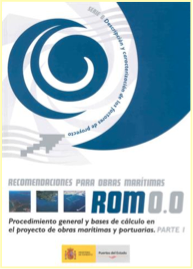 SERIE 0
Descripción y caracterización de los factores de proyecto
RECOMENDACIONES PARA OBRAS MARÍTIMAS
ROM 0.0
Procedimiento general y bases de cálculo en
el proyecto de obras marítimas y portuarias. PARTE I
Puertos del Estado